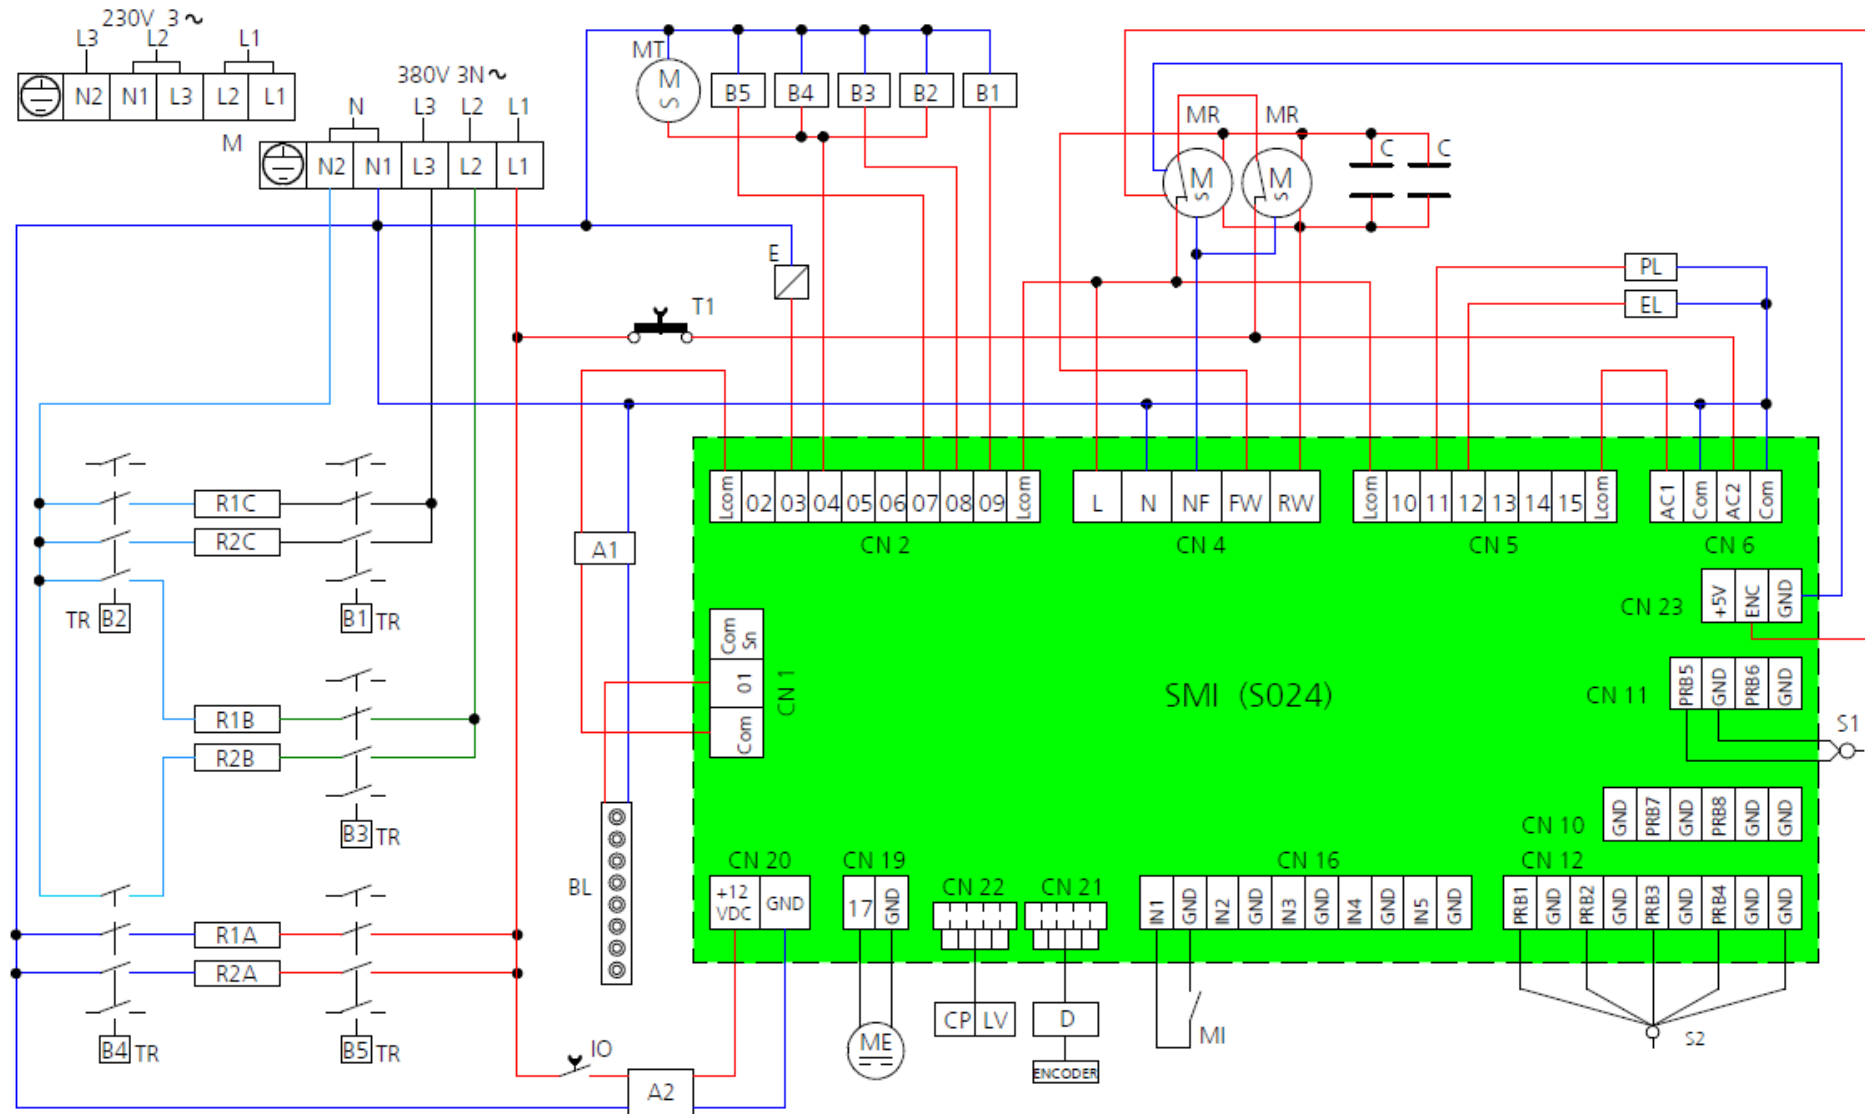 230V 3~
L3 L2 L1
N2 N1 L3 L2 L1
380V 3N~
N L3 L2 L1
M
N2 N1 L3 L2 L1
MT
M
B5 B4 B3 B2 B1
MR MR
M M
C C
E
T1
PL
EL
Lcom 02 03 04 05 06 07 08 09 Lcom
CN 2
L N NF FW RW
CN 4
Lcom 10 11 12 13 14 15 Lcom
CN 5
AC1 Com AC2 Com
CN 6
R1C
R2C
A1
TR B2
B1 TR
CN 23
+5V ENC GND
Com Sn
01
Com
CN 1
SMI (S024)
CN 11
PRB5 GND PRB6 GND
S1
R1B
R2B
B3 TR
CN 10
GND PRB7 GND PRB8 GND GND
BL
CN 20
+12 VDC GND
CN 19
17 GND
CN 22
CN 21
CN 16
IN1 GND IN2 GND IN3 GND IN4 GND IN5 GND
CN 12
PRB1 GND PRB2 GND PRB3 GND PRB4 GND GND
R1A
R2A
B4 TR
B5 TR
IO
A2
ME
CP LV
D
ENCODER
MI
S2